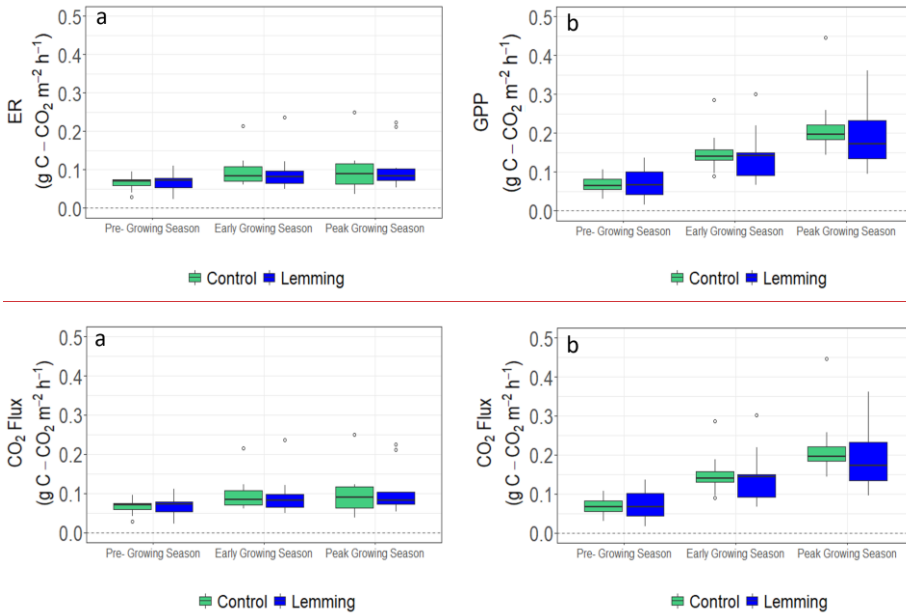 a
0.5
0.4
0.3
0.2
0.1
0.0
ER
(g C – CO₂ m⁻² h⁻¹)
Pre- Growing Season Early Growing Season Peak Growing Season
Control Lemming
b
0.5
0.4
0.3
0.2
0.1
0.0
GPP
(g C – CO₂ m⁻² h⁻¹)
Pre- Growing Season Early Growing Season Peak Growing Season
Control Lemming
a
0.5
0.4
0.3
0.2
0.1
0.0
CO₂ Flux
(g C – CO₂ m⁻² h⁻¹)
Pre- Growing Season Early Growing Season Peak Growing Season
Control Lemming
b
0.5
0.4
0.3
0.2
0.1
0.0
CO₂ Flux
(g C – CO₂ m⁻² h⁻¹)
Pre- Growing Season Early Growing Season Peak Growing Season
Control Lemming